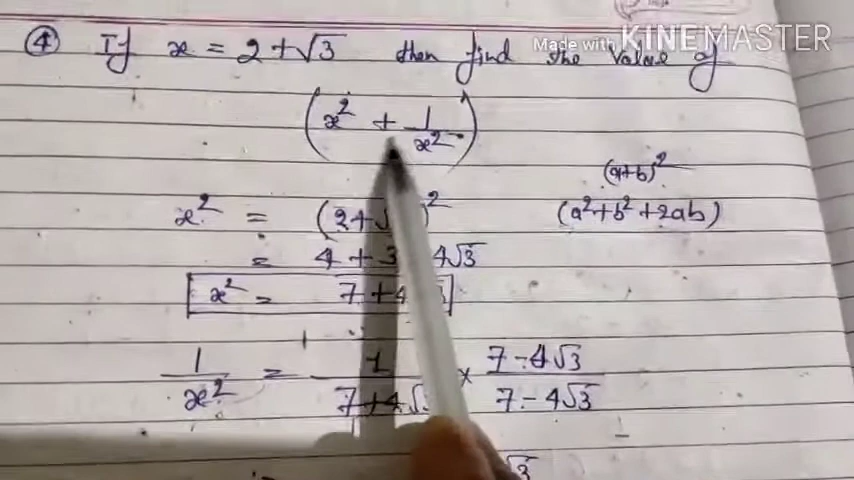 ④ If x = 2+√3 then find the value of
Made with KINEMASTER
(x² + 1/x²)
(a+b)²
x² = (2+√ )²
(a²+b²+2ab)
= 4 + 3 4√3
x² = 7+4
1/x² = 1/7+4√ × 7-4√3/7-4√3
√3